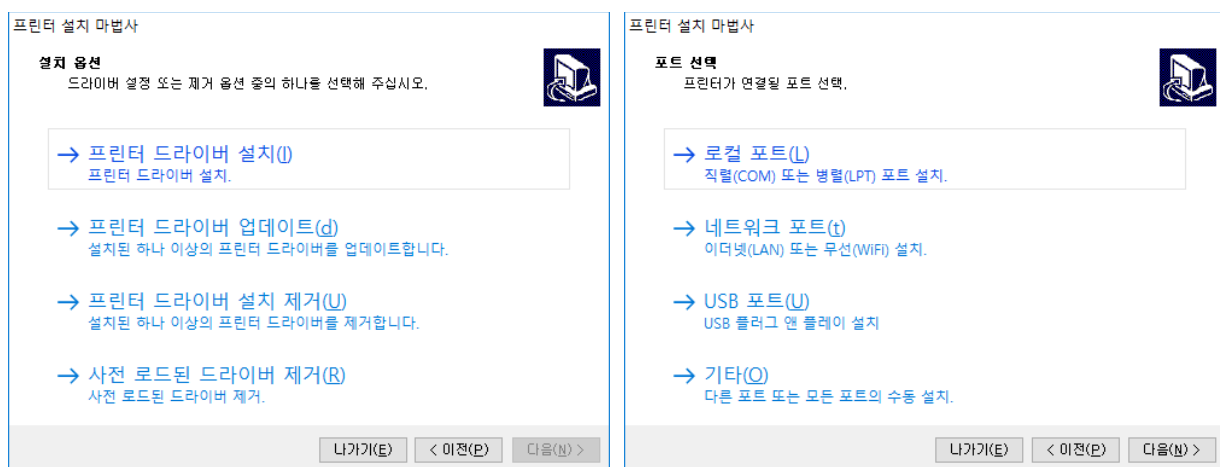 프린터 설치 마법사
설치 옵션
드라이버 설정 또는 제거 옵션 중의 하나를 선택해 주십시오.
→ 프린터 드라이버 설치(I)
프린터 드라이버 설치.
→ 프린터 드라이버 업데이트(d)
설치된 하나 이상의 프린터 드라이버를 업데이트합니다.
→ 프린터 드라이버 설치 제거(U)
설치된 하나 이상의 프린터 드라이버를 제거합니다.
→ 사전 로드된 드라이버 제거(R)
사전 로드된 드라이버 제거.
나가기(E) < 이전(P) 다음(N) >
프린터 설치 마법사
포트 선택
프린터가 연결될 포트 선택.
→ 로컬 포트(L)
직렬(COM) 또는 병렬(LPT) 포트 설치.
→ 네트워크 포트(t)
이더넷(LAN) 또는 무선(WiFi) 설치.
→ USB 포트(U)
USB 플러그 앤 플레이 설치
→ 기타(O)
다른 포트 또는 모든 포트의 수동 설치.
나가기(E) < 이전(P) 다음(N) >